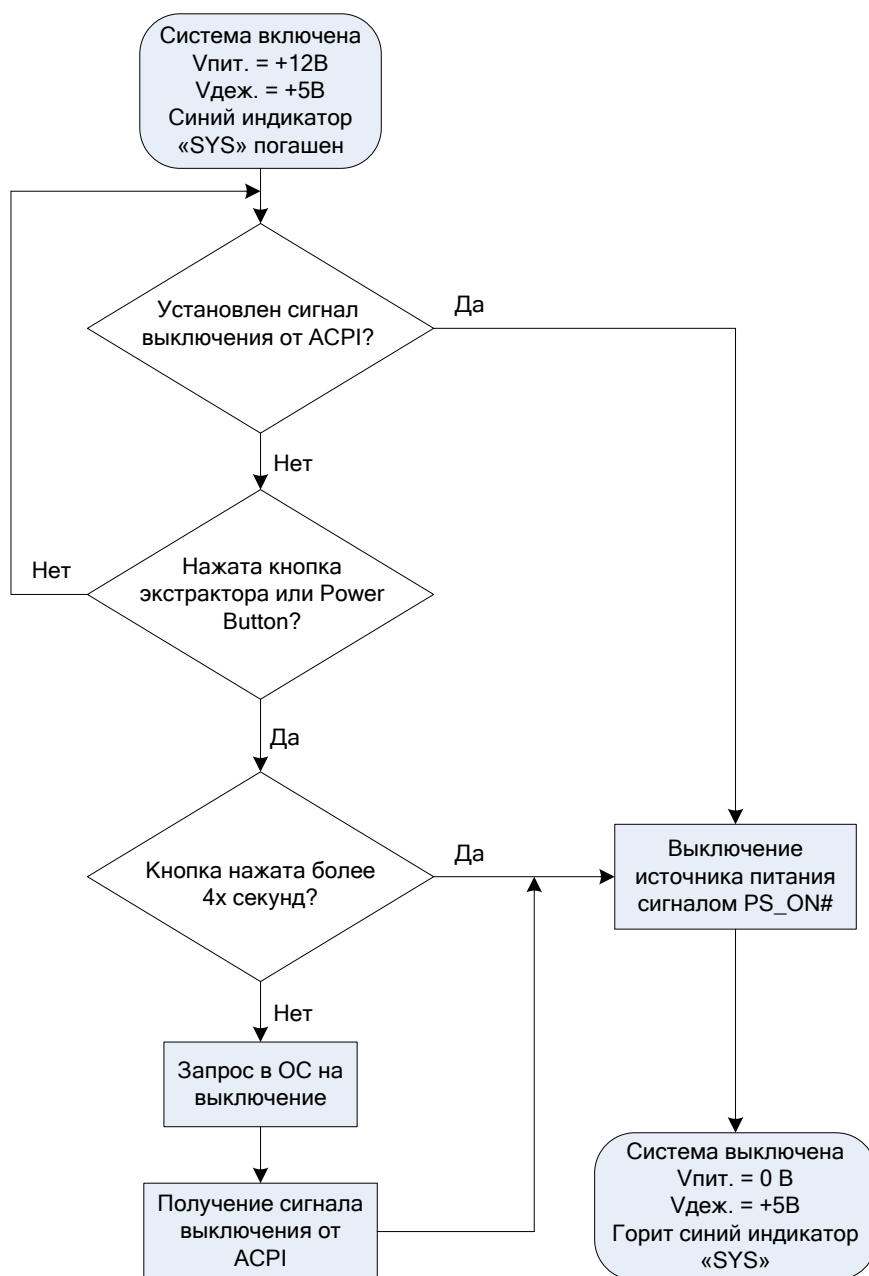 Система включена
Vпит. = +12В
Vдеж. = +5В
Синий индикатор
«SYS» погашен
Установлен сигнал
выключения от ACPI?
Да
Нет
Нажата кнопка
экстрактора или Power
Button?
Нет
Да
Кнопка нажата более
4х секунд?
Да
Выключение
источника питания
сигналом PS_ON#
Нет
Запрос в ОС на
выключение
Получение сигнала
выключения от
ACPI
Система выключена
Vпит. = 0 В
Vдеж. = +5В
Горит синий индикатор
«SYS»